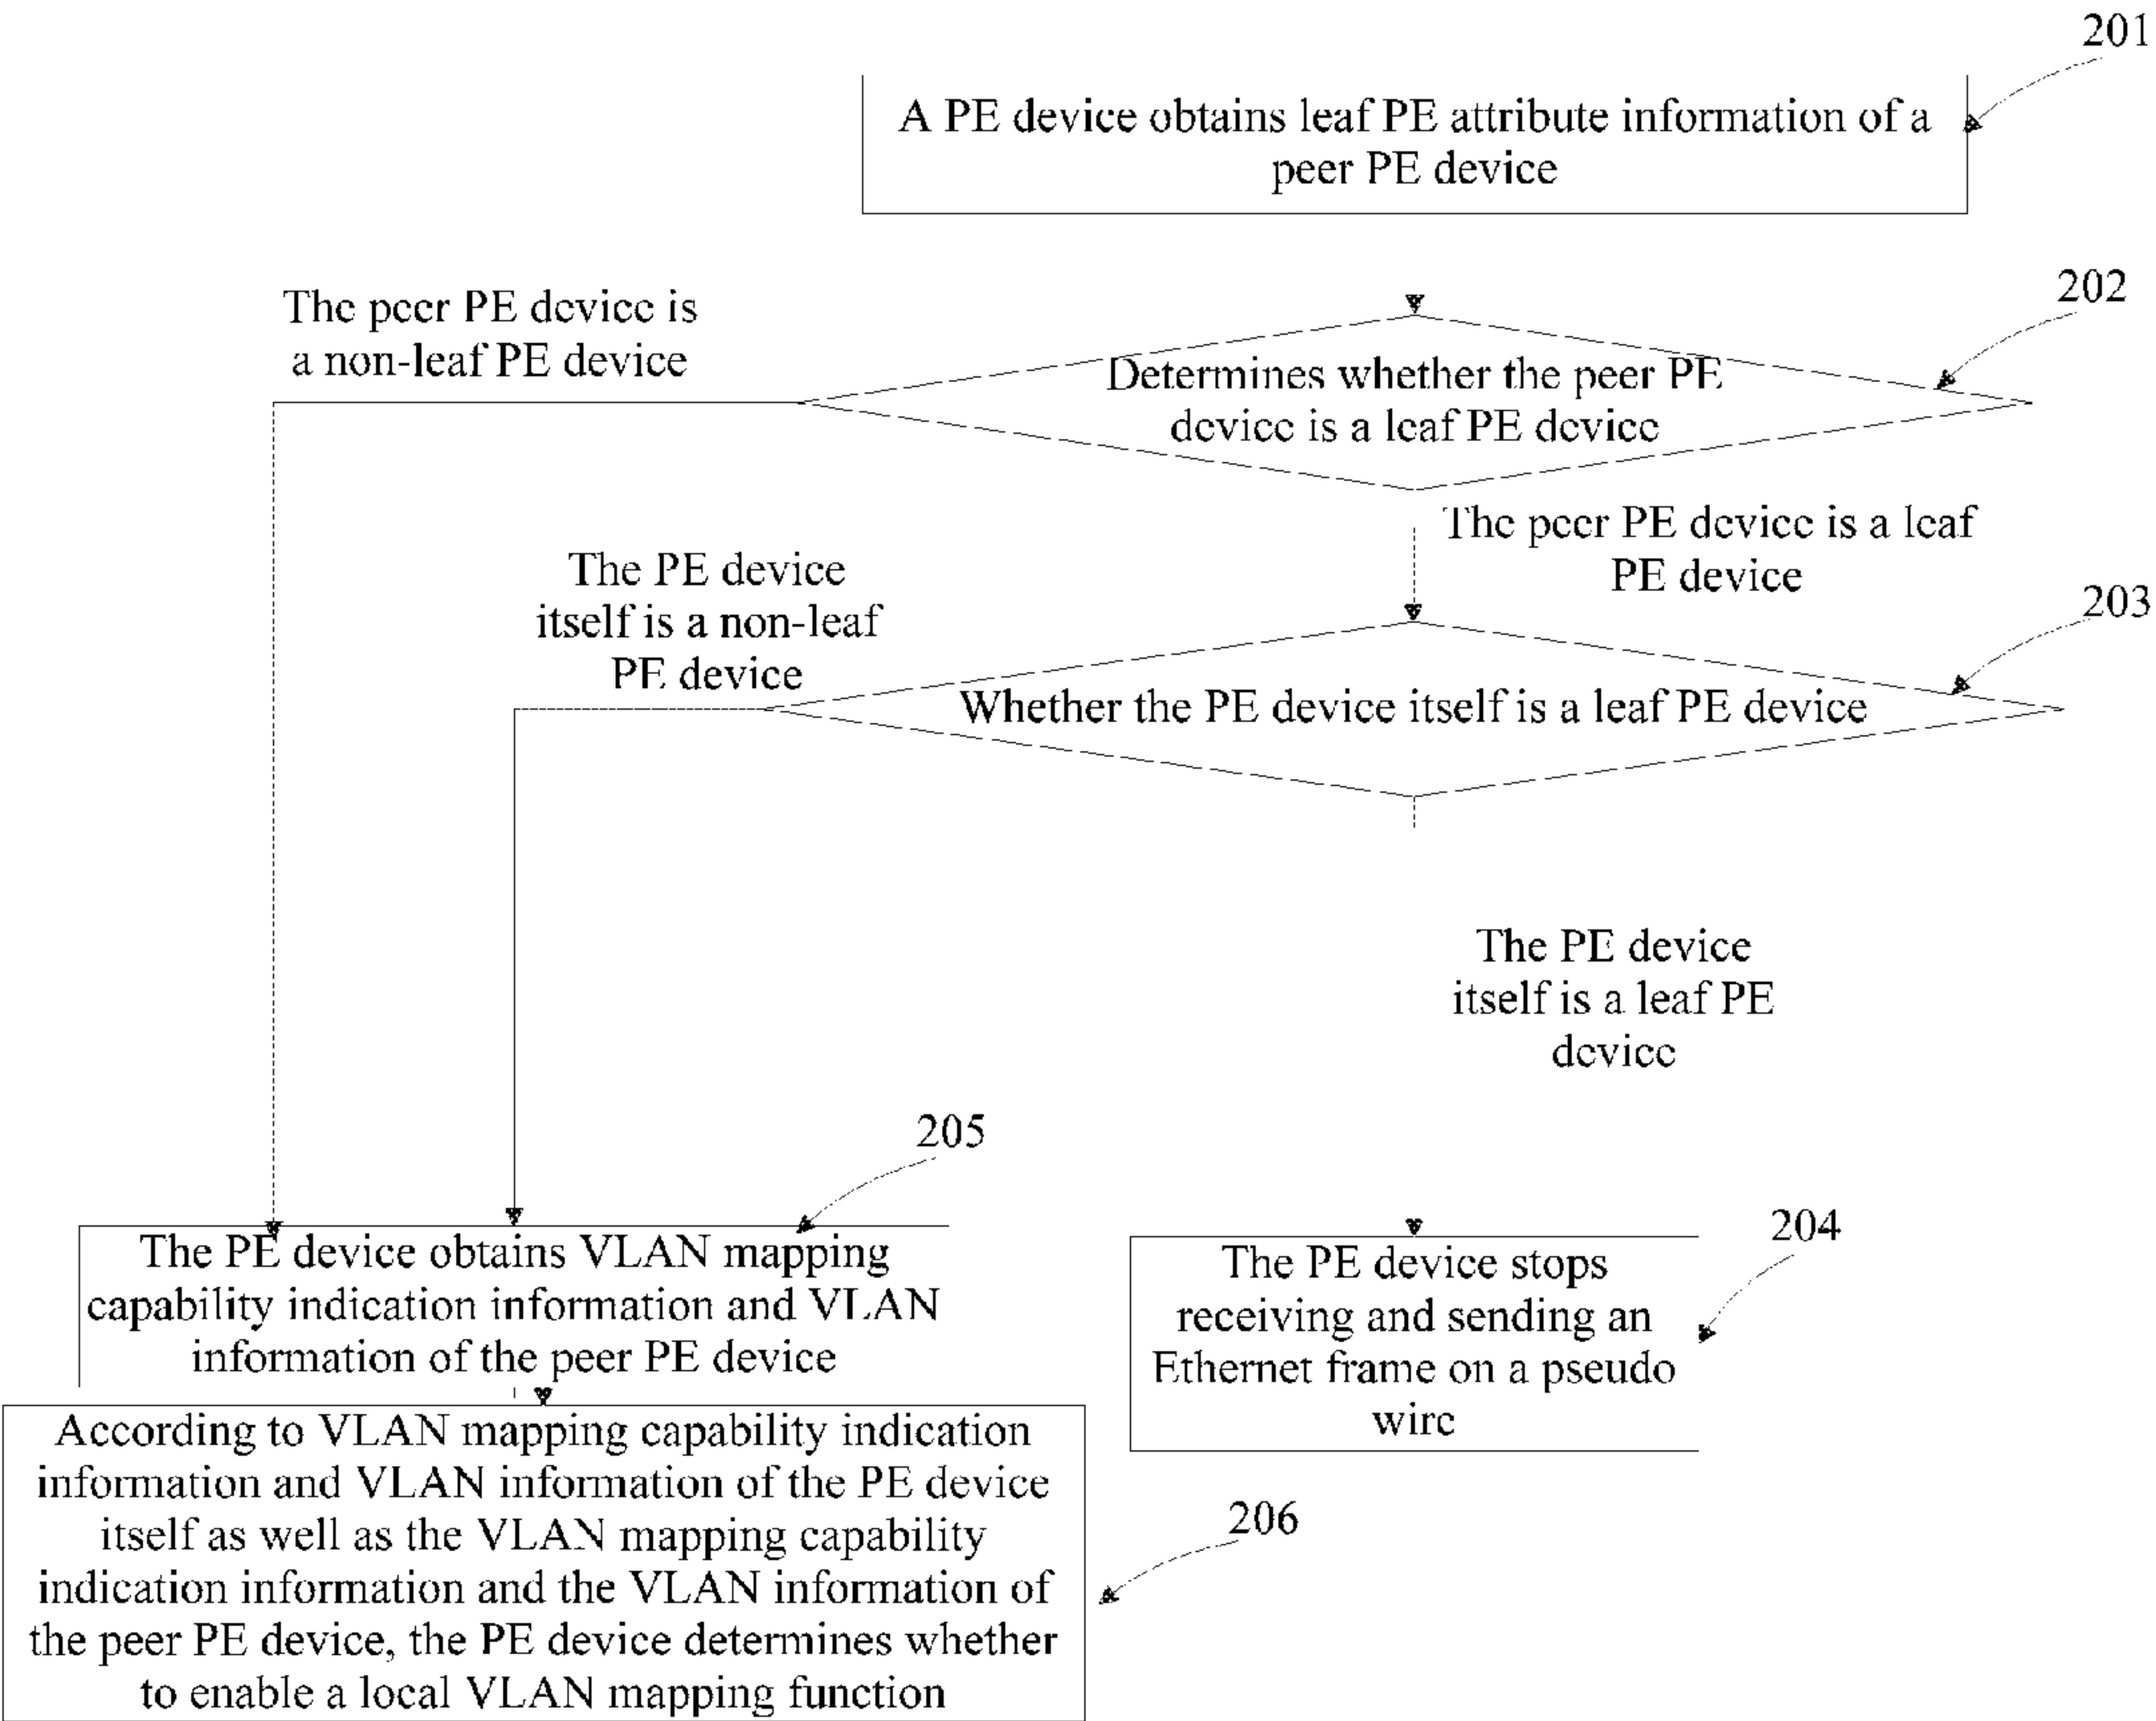 201
A PE device obtains leaf PE attribute information of a
peer PE device
202
The peer PE device is
a non-leaf PE device
Determines whether the peer PE
device is a leaf PE device
The peer PE device is a leaf
PE device
The PE device
itself is a non-leaf
PE device
203
Whether the PE device itself is a leaf PE device
The PE device
itself is a leaf PE
device
205
The PE device obtains VLAN mapping
capability indication information and VLAN
information of the peer PE device
204
The PE device stops
receiving and sending an
Ethernet frame on a pseudo
wire
According to VLAN mapping capability indication
information and VLAN information of the PE device
itself as well as the VLAN mapping capability
indication information and the VLAN information of
the peer PE device, the PE device determines whether
to enable a local VLAN mapping function
206